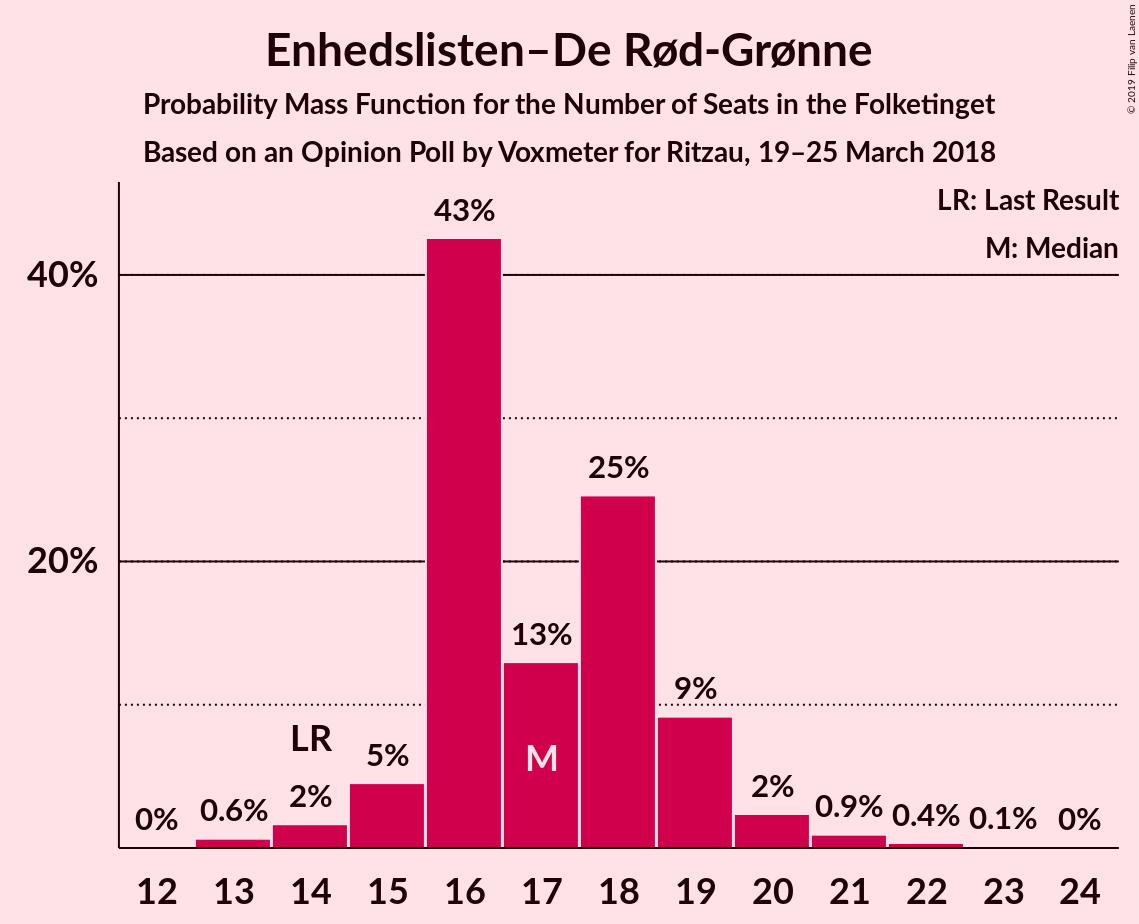 Enhedslisten–De Rød-Grønne
Probability Mass Function for the Number of Seats in the Folketinget
Based on an Opinion Poll by Voxmeter for Ritzau, 19–25 March 2018
© 2019 Filip van Laenen
LR: Last Result
M: Median
43%
40%
25%
20%
13%
9%
LR
M
5%
2%
2%
0%
0.6%
0.9%
0.4%
0.1%
0%
12 13 14 15 16 17 18 19 20 21 22 23 24